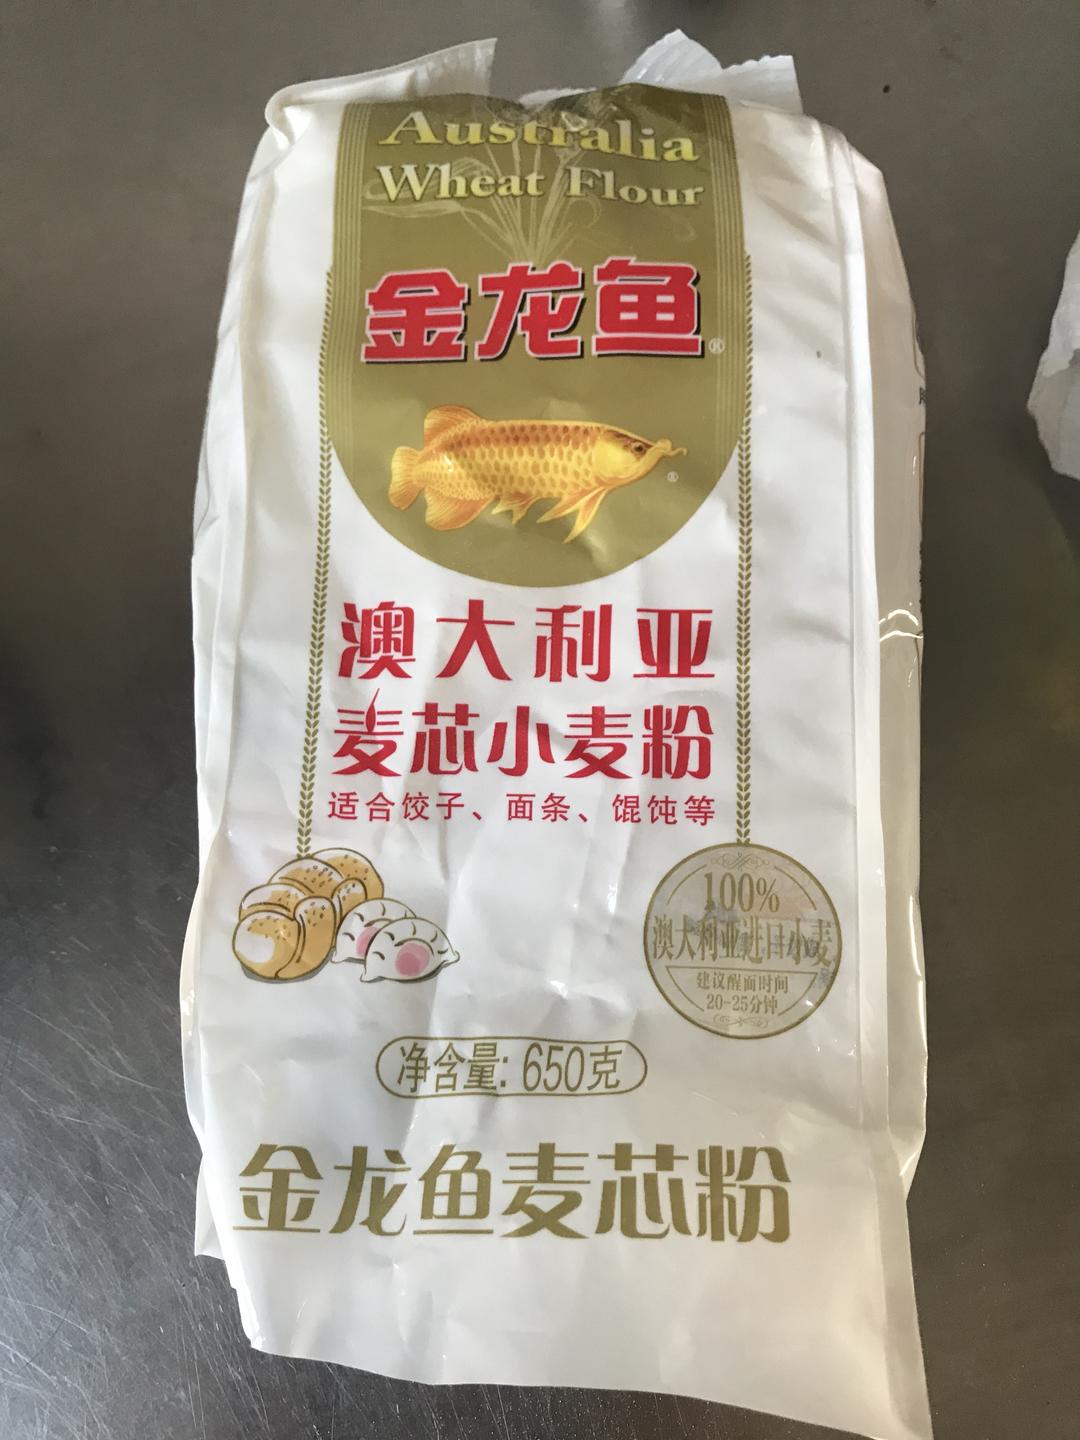 Australia
Wheat Flour
金龙鱼®
®
澳大利亚
麦芯小麦粉
适合饺子、面条、馄饨等
100%
澳大利亚进口小麦
建议醒面时间
20-25分钟
净含量: 650克
金龙鱼麦芯粉